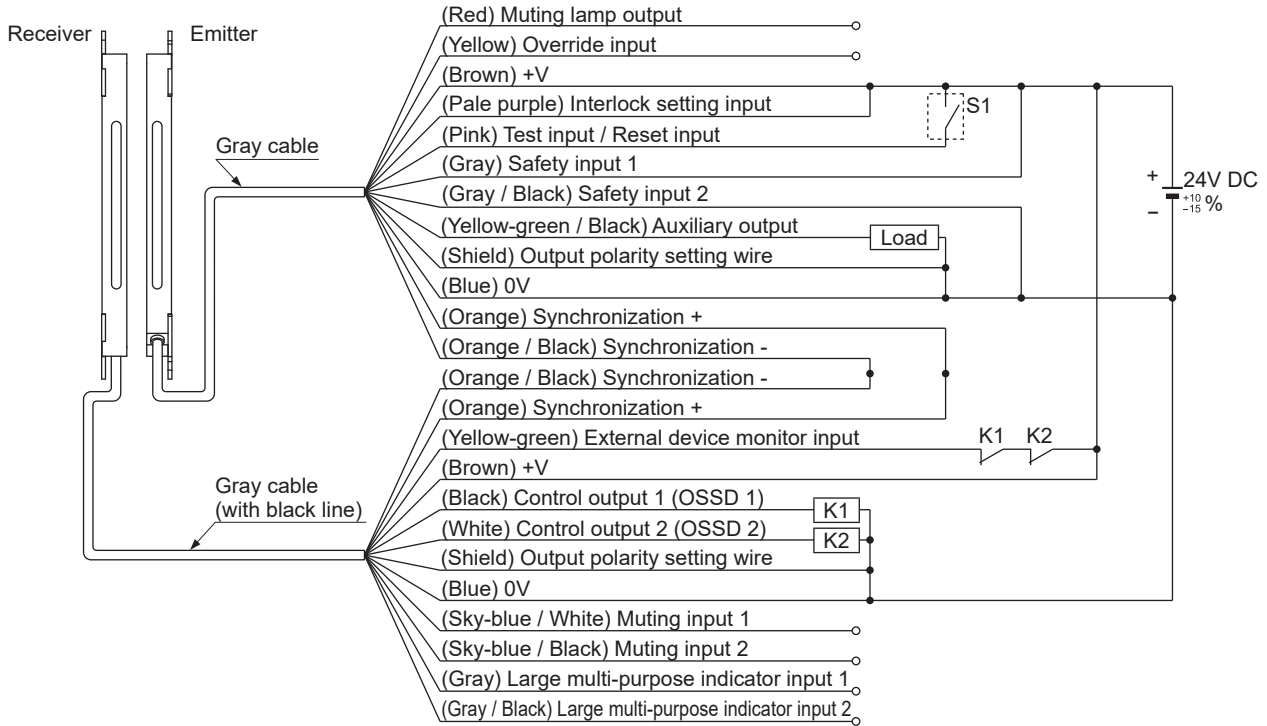 Receiver
Emitter
Gray cable
(Red) Muting lamp output
(Yellow) Override input
(Brown) +V
(Pale purple) Interlock setting input
(Pink) Test input / Reset input
(Gray) Safety input 1
(Gray / Black) Safety input 2
(Yellow-green / Black) Auxiliary output
(Shield) Output polarity setting wire
(Blue) 0V
(Orange) Synchronization +
(Orange / Black) Synchronization -
S1
Load
+
24V DC
+10
-15 %
−
Gray cable
(with black line)
(Orange / Black) Synchronization -
(Orange) Synchronization +
(Yellow-green) External device monitor input
K1 K2
(Brown) +V
(Black) Control output 1 (OSSD 1)
K1
(White) Control output 2 (OSSD 2)
K2
(Shield) Output polarity setting wire
(Blue) 0V
(Sky-blue / White) Muting input 1
(Sky-blue / Black) Muting input 2
(Gray) Large multi-purpose indicator input 1
(Gray / Black) Large multi-purpose indicator input 2